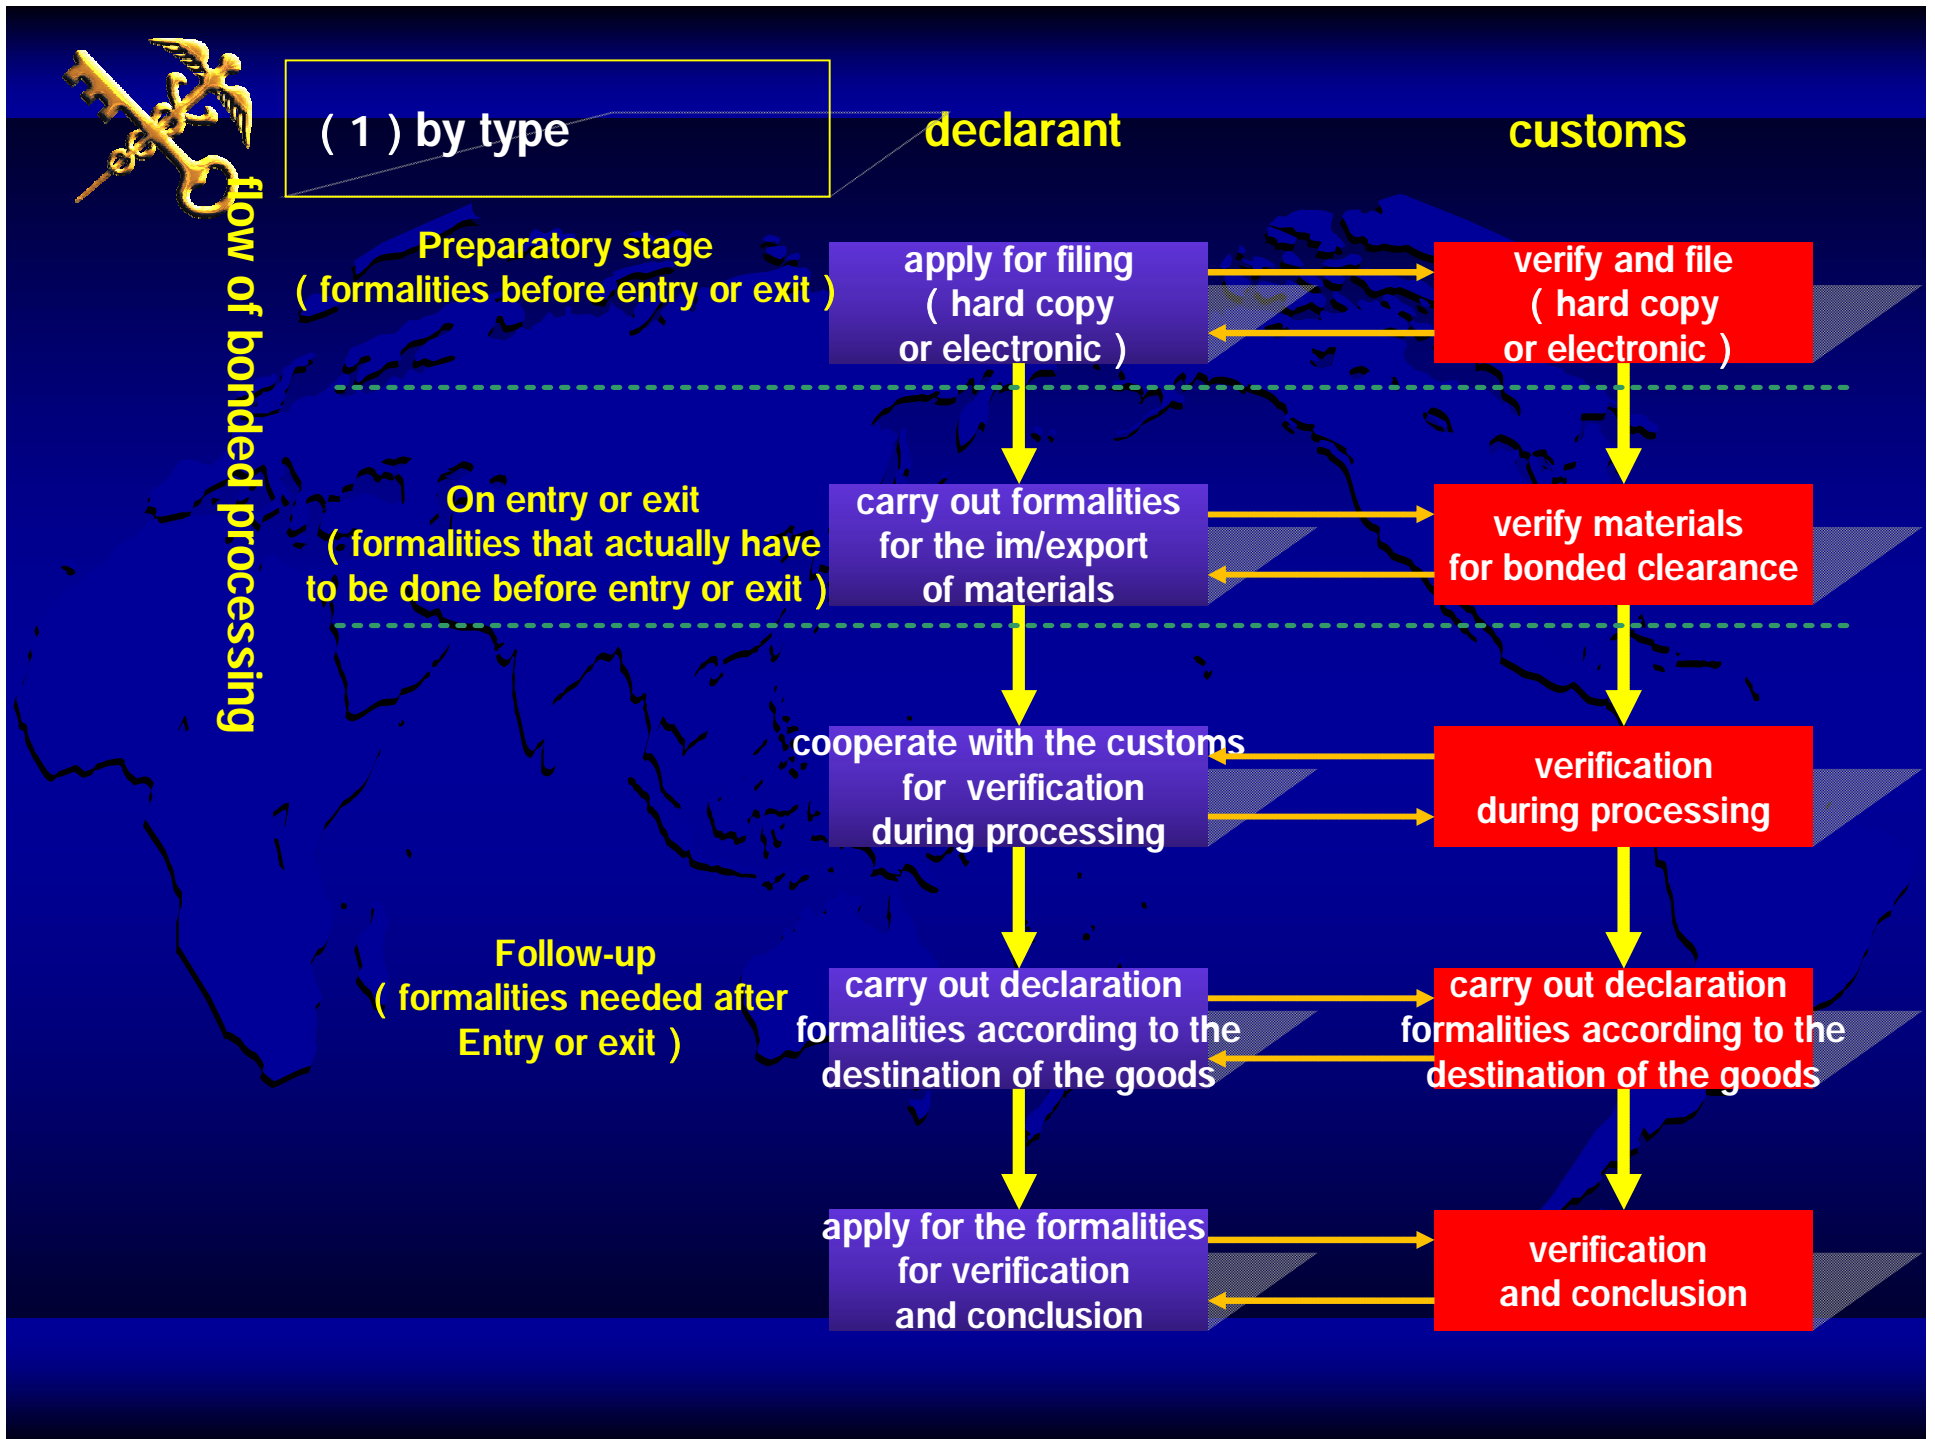 ( 1 ) by type
declarant
customs
flow of bonded processing
Preparatory stage
( formalities before entry or exit )
apply for filing
( hard copy
or electronic )
verify and file
( hard copy
or electronic )
On entry or exit
( formalities that actually have
to be done before entry or exit )
carry out formalities
for the im/export
of materials
verify materials
for bonded clearance
cooperate with the customs
for verification
during processing
verification
during processing
Follow-up
( formalities needed after
Entry or exit )
carry out declaration
formalities according to the
destination of the goods
carry out declaration
formalities according to the
destination of the goods
apply for the formalities
for verification
and conclusion
verification
and conclusion